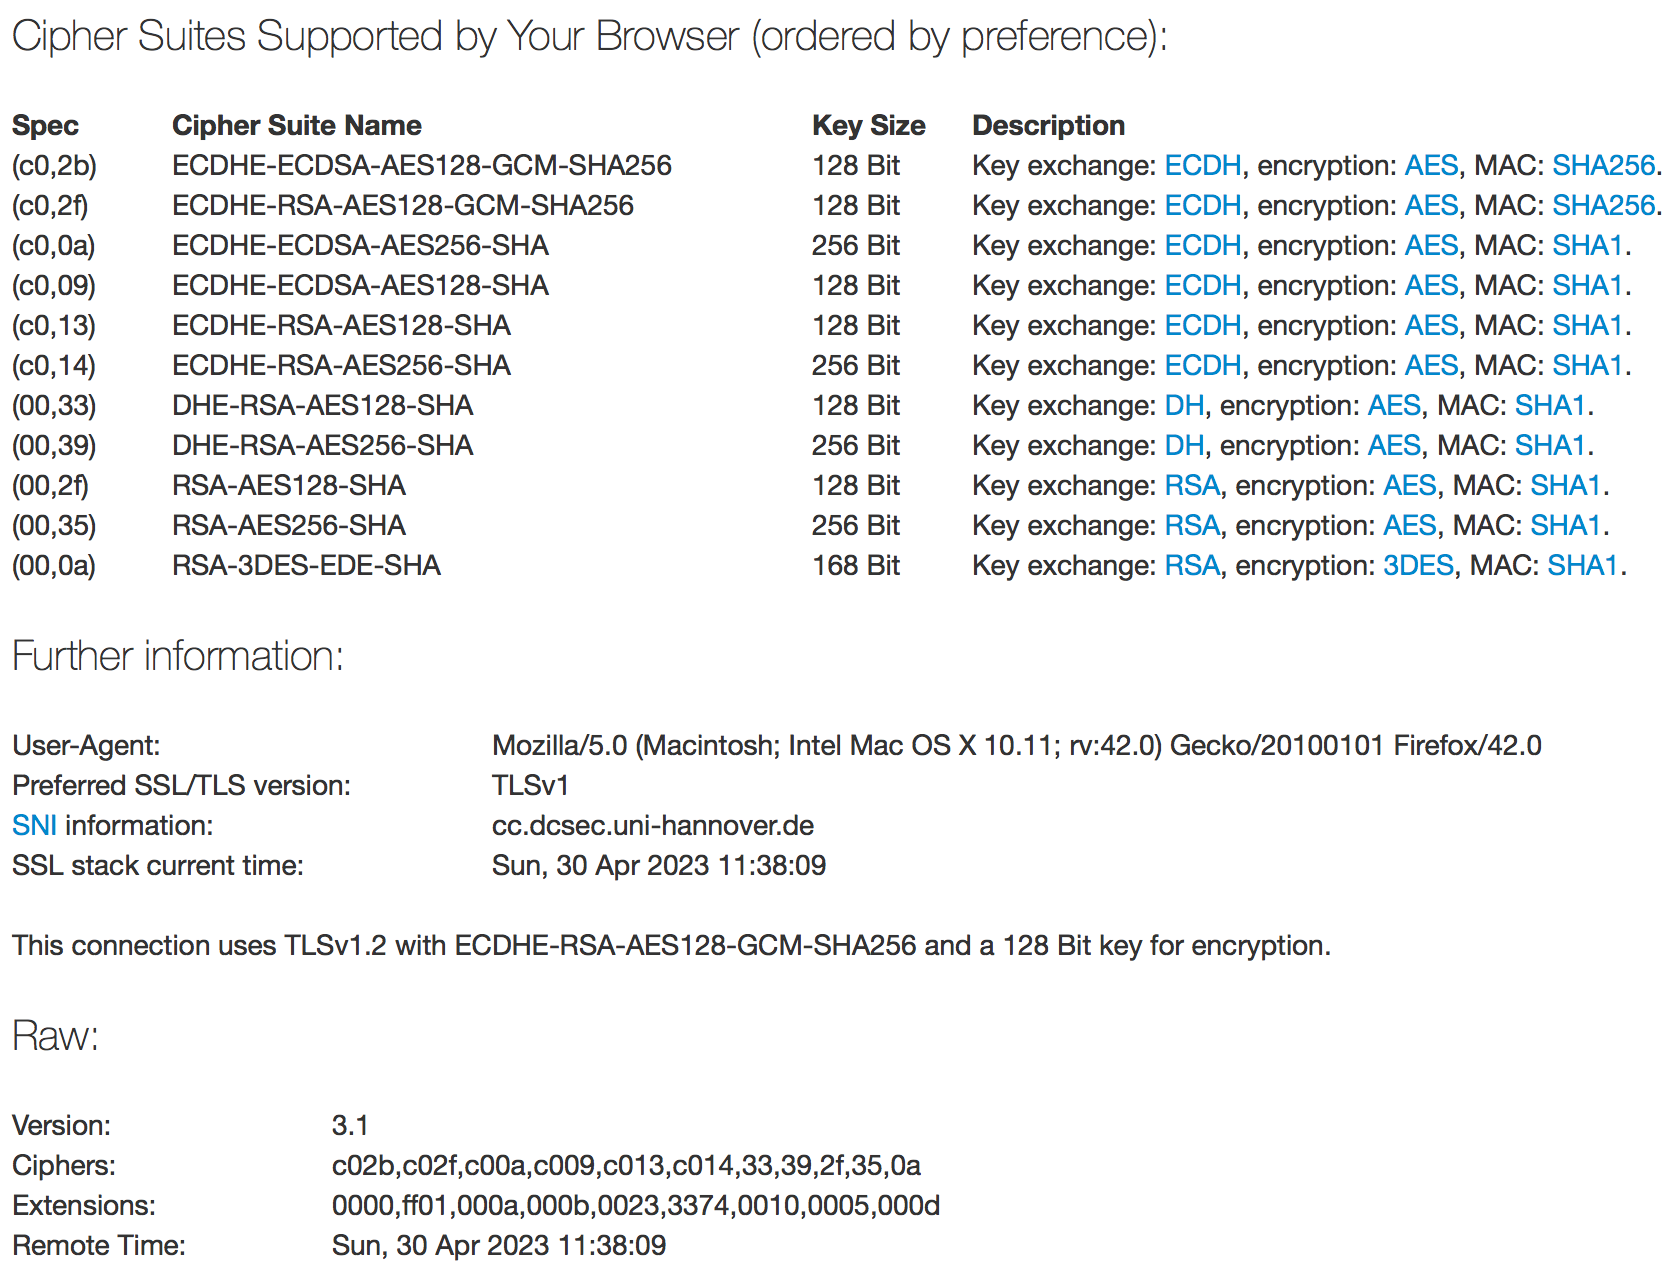 Cipher Suites Supported by Your Browser (ordered by preference):
Spec Cipher Suite Name Key Size Description
(c0,2b) ECDHE-ECDSA-AES128-GCM-SHA256 128 Bit Key exchange: ECDH, encryption: AES, MAC: SHA256.
(c0,2f) ECDHE-RSA-AES128-GCM-SHA256 128 Bit Key exchange: ECDH, encryption: AES, MAC: SHA256.
(c0,0a) ECDHE-ECDSA-AES256-SHA 256 Bit Key exchange: ECDH, encryption: AES, MAC: SHA1.
(c0,09) ECDHE-ECDSA-AES128-SHA 128 Bit Key exchange: ECDH, encryption: AES, MAC: SHA1.
(c0,13) ECDHE-RSA-AES128-SHA 128 Bit Key exchange: ECDH, encryption: AES, MAC: SHA1.
(c0,14) ECDHE-RSA-AES256-SHA 256 Bit Key exchange: ECDH, encryption: AES, MAC: SHA1.
(00,33) DHE-RSA-AES128-SHA 128 Bit Key exchange: DH, encryption: AES, MAC: SHA1.
(00,39) DHE-RSA-AES256-SHA 256 Bit Key exchange: DH, encryption: AES, MAC: SHA1.
(00,2f) RSA-AES128-SHA 128 Bit Key exchange: RSA, encryption: AES, MAC: SHA1.
(00,35) RSA-AES256-SHA 256 Bit Key exchange: RSA, encryption: AES, MAC: SHA1.
(00,0a) RSA-3DES-EDE-SHA 168 Bit Key exchange: RSA, encryption: 3DES, MAC: SHA1.
Further information:
User-Agent: Mozilla/5.0 (Macintosh; Intel Mac OS X 10.11; rv:42.0) Gecko/20100101 Firefox/42.0
Preferred SSL/TLS version: TLSv1
SNI information: cc.dcsec.uni-hannover.de
SSL stack current time: Sun, 30 Apr 2023 11:38:09
This connection uses TLSv1.2 with ECDHE-RSA-AES128-GCM-SHA256 and a 128 Bit key for encryption.
Raw:
Version: 3.1
Ciphers: c02b,c02f,c00a,c009,c013,c014,33,39,2f,35,0a
Extensions: 0000,ff01,000a,000b,0023,3374,0010,0005,000d
Remote Time: Sun, 30 Apr 2023 11:38:09